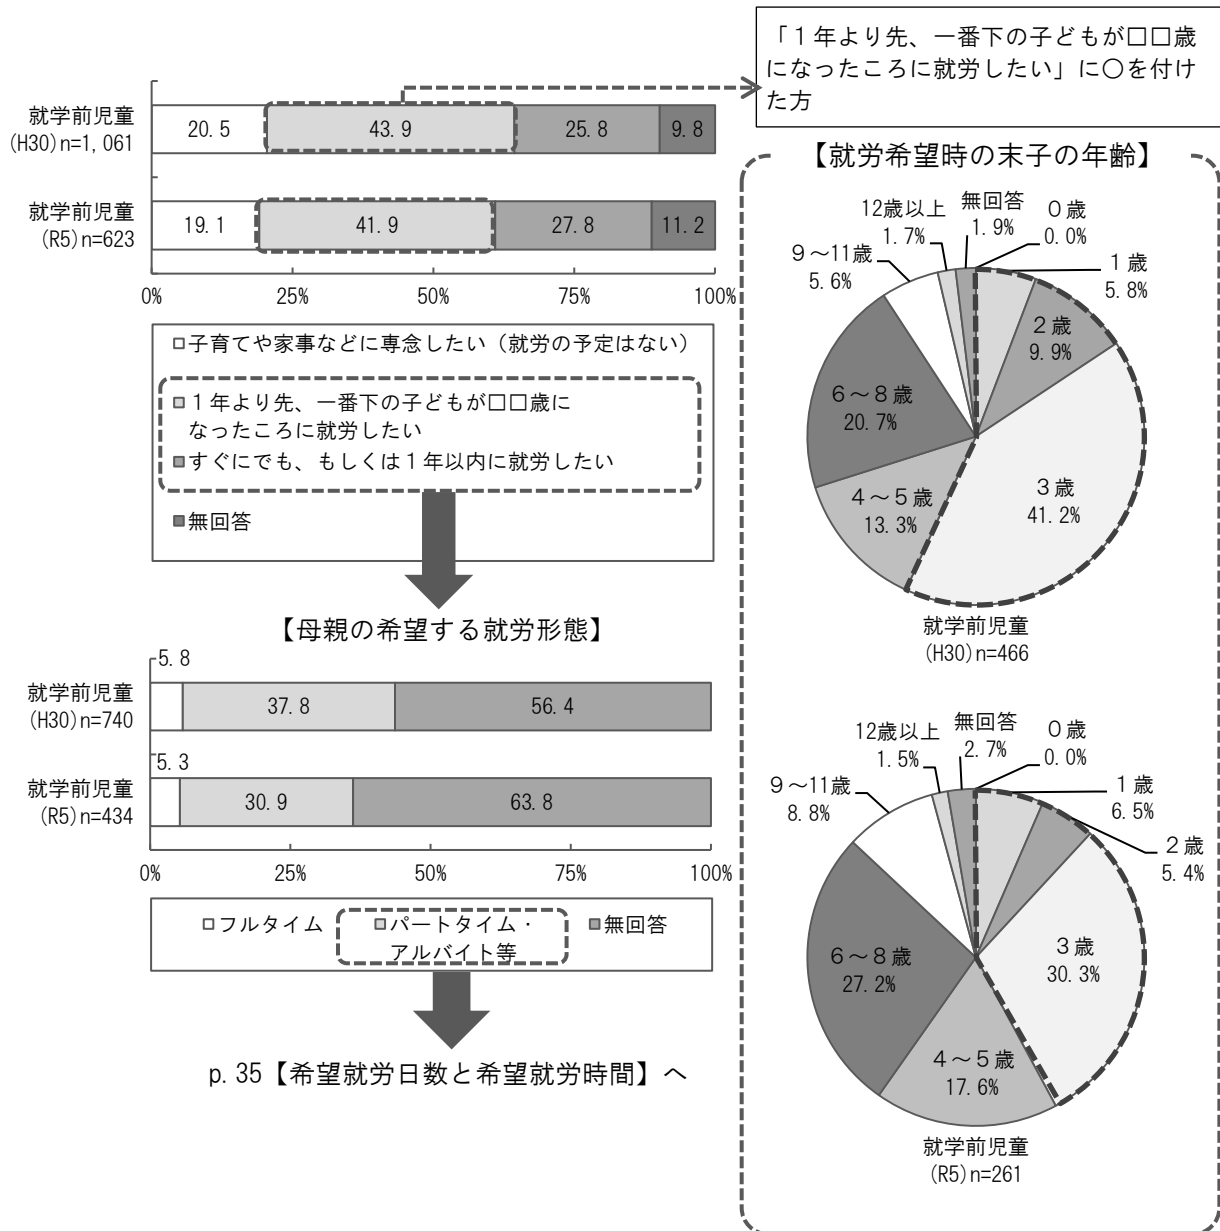 「１年より先、一番下の子どもが□□歳
になったころに就労したい」に○を付け
た方
就学前児童
(H30)n=1,061
20.5
43.9
25.8
9.8
就学前児童
(R5)n=623
19.1
41.9
27.8
11.2
0%
25%
50%
75%
100%
□子育てや家事などに専念したい（就労の予定はない）
１年より先、一番下の子どもが□□歳に
なったころに就労したい
すぐにでも、もしくは１年以内に就労したい
無回答
【母親の希望する就労形態】
就学前児童
(H30)n=740
5.8
37.8
56.4
就学前児童
(R5)n=434
5.3
30.9
63.8
0%
25%
50%
75%
100%
□フルタイム
パートタイム・
アルバイト等
無回答
p.35【希望就労日数と希望就労時間】へ
【就労希望時の末子の年齢】
12歳以上
1.7%
無回答
1.9%
０歳
0.0%
９～11歳
5.6%
１歳
5.8%
２歳
9.9%
６～８歳
20.7%
３歳
41.2%
４～５歳
13.3%
就学前児童
(H30)n=466
12歳以上
1.5%
無回答
2.7%
０歳
0.0%
９～11歳
8.8%
１歳
6.5%
２歳
5.4%
６～８歳
27.2%
３歳
30.3%
４～５歳
17.6%
就学前児童
(R5)n=261